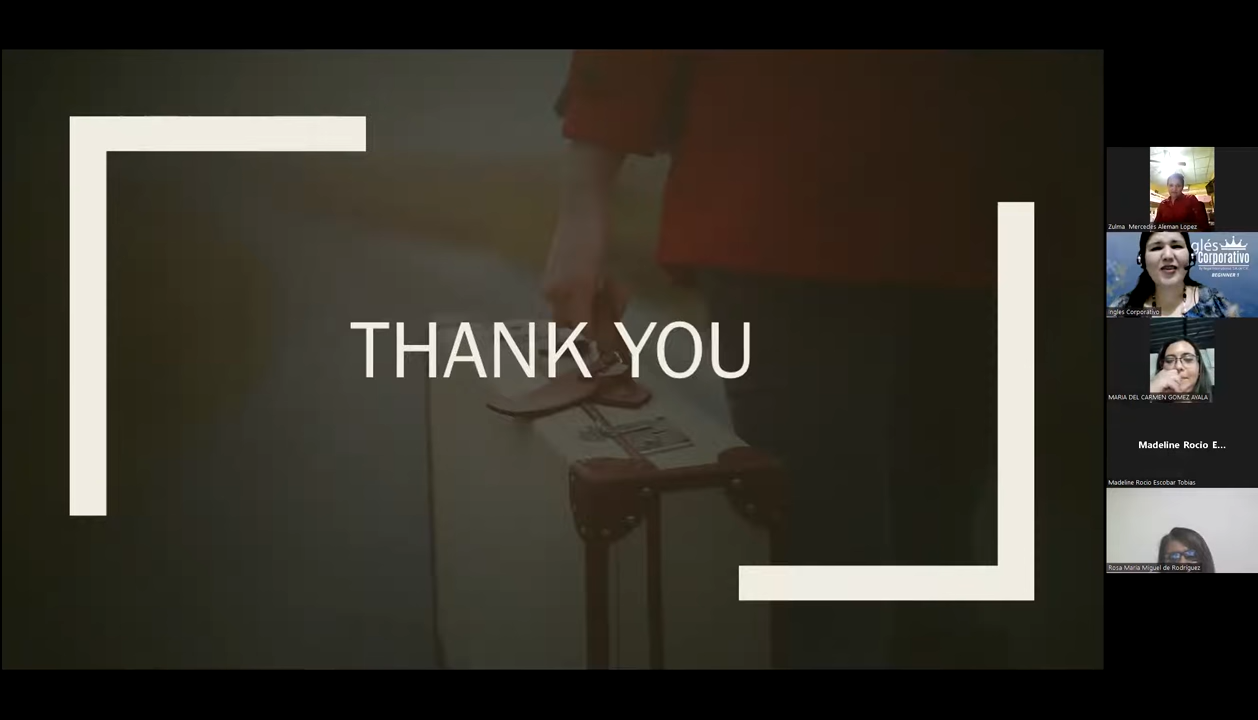 THANK YOU
Zulma Mercedes Aleman Lopez
glés
Corporativo
BEGINNER 1
Ingles Corporativo
MARIA DEL CARMEN GOMEZ AYALA
Madeline Rocio E...
Madeline Rocio Escobar Tobias
Rosa María Miguel de Rodriguez